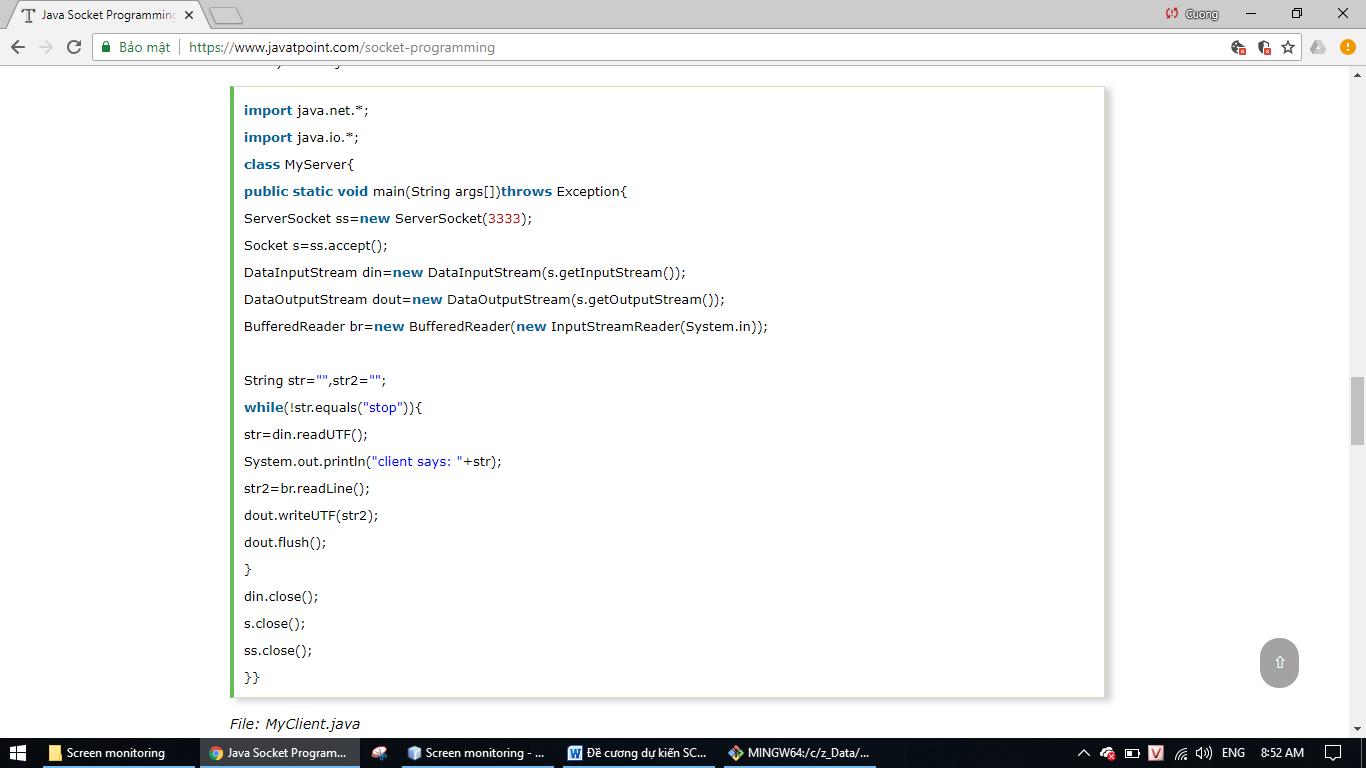 Java Socket Programming
Cuong
Bảo mật
https://www.javatpoint.com/socket-programming
import java.net.*;
import java.io.*;
class MyServer{
public static void main(String args[])throws Exception{
ServerSocket ss=new ServerSocket(3333);
Socket s=ss.accept();
DataInputStream din=new DataInputStream(s.getInputStream());
DataOutputStream dout=new DataOutputStream(s.getOutputStream());
BufferedReader br=new BufferedReader(new InputStreamReader(System.in));
String str="",str2="";
while(!str.equals("stop")){
str=din.readUTF();
System.out.println("client says: "+str);
str2=br.readLine();
dout.writeUTF(str2);
dout.flush();
}
din.close();
s.close();
ss.close();
}}
File: MyClient.java
Screen monitoring
Java Socket Program...
Screen monitoring - ...
Đề cương dự kiến SC...
MINGW64:/c/z_Data/...
ENG
8:52 AM